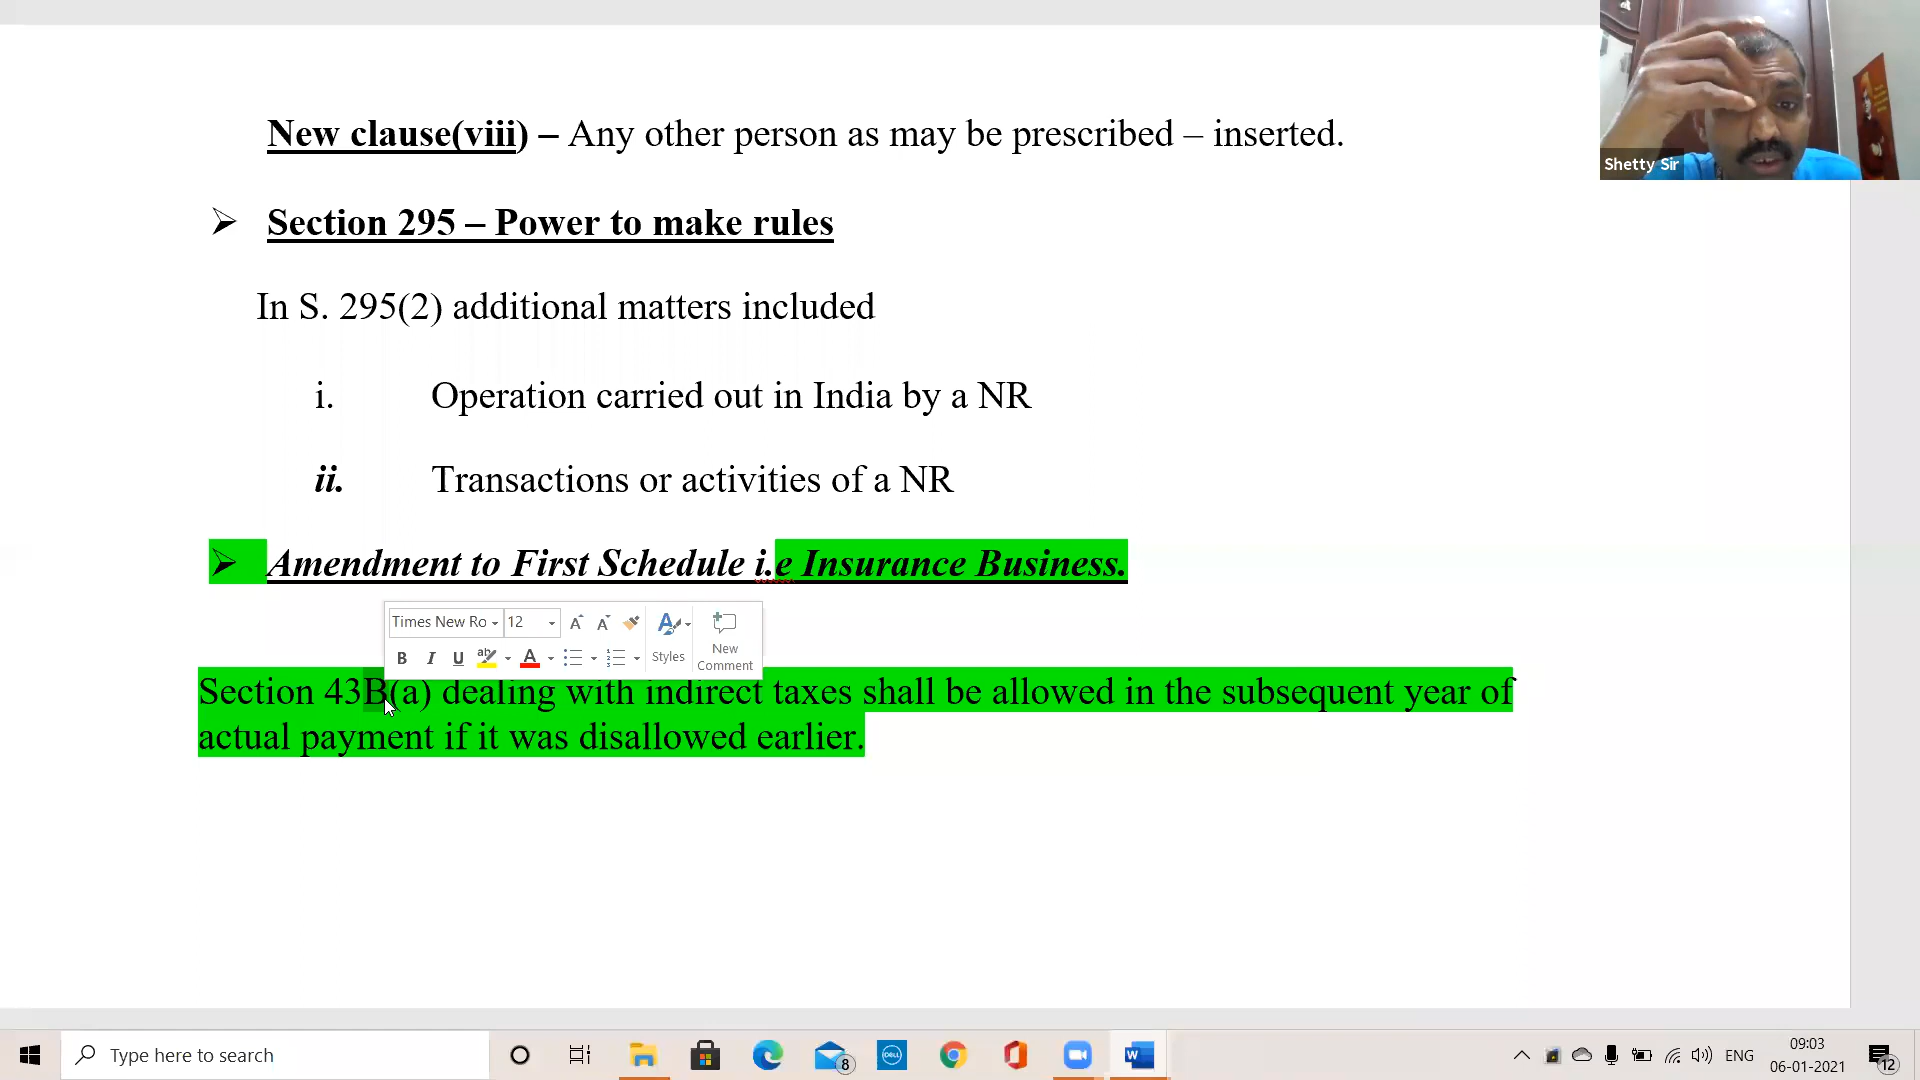 New clause(viii) – Any other person as may be prescribed – inserted.
Shetty Sir
➢ Section 295 – Power to make rules
In S. 295(2) additional matters included
i. Operation carried out in India by a NR
ii. Transactions or activities of a NR
➢ Amendment to First Schedule i.e Insurance Business.
Times New Ro 12
B I U Styles New
Comment
Section 43B(a) dealing with indirect taxes shall be allowed in the subsequent year of
actual payment if it was disallowed earlier.
Type here to search
8
DELL
ENG
09:03
06-01-2021
12